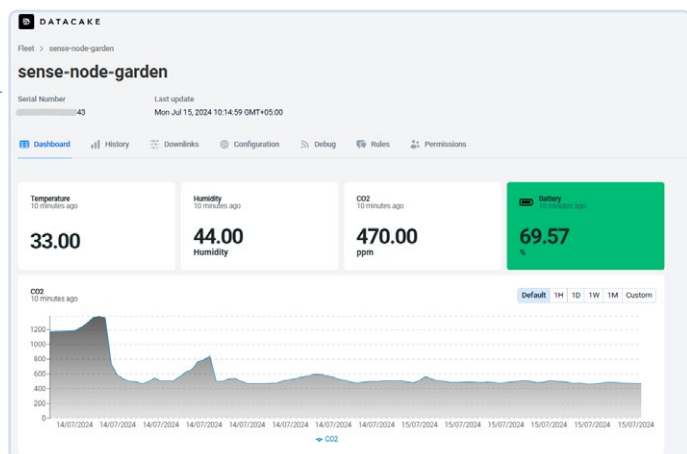 DATACAKE
Fleet > sense-node-garden
sense-node-garden
Serial Number Last update
43 Mon Jul 15, 2024 10:14:59 GMT+05:00
Dashboard History Downlinks Configuration Debug Rules Permissions
Temperature Humidity CO2 Battery
10 minutes ago 10 minutes ago 10 minutes ago 10 minutes ago
33.00 44.00 470.00 69.57
Humidity ppm %
CO2
10 minutes ago
Default 1H 1D 1W 1M Custom
1200
1000
800
600
400
200
0
14/07/2024 14/07/2024 14/07/2024 14/07/2024 14/07/2024 14/07/2024 14/07/2024 14/07/2024 15/07/2024 15/07/2024 15/07/2024 15/07/2024 15/07/2024 15/07/2024
CO2